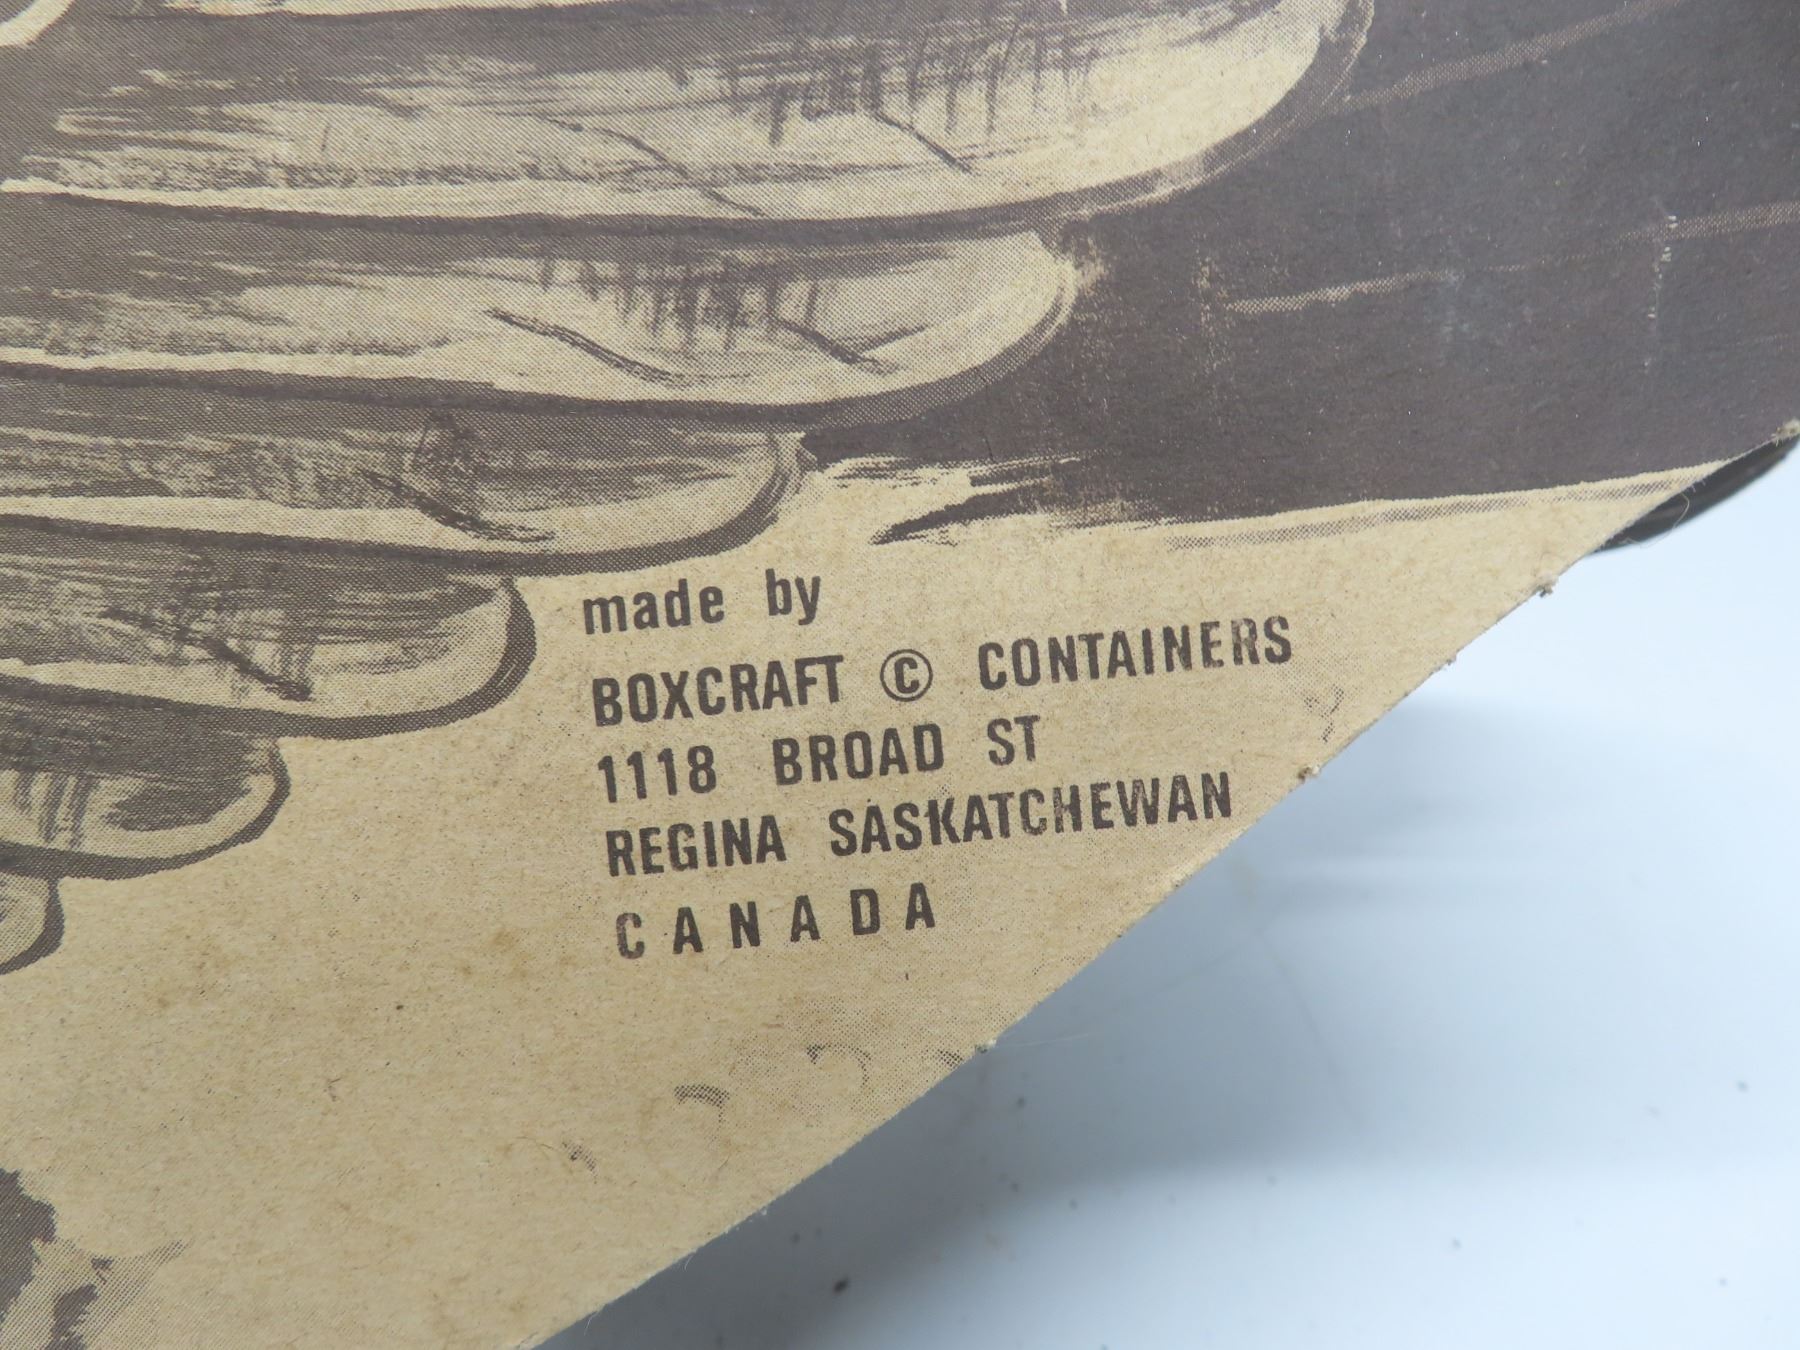 made by
BOXCRAFT © CONTAINERS
1118 BROAD ST
REGINA SASKATCHEWAN
CANADA